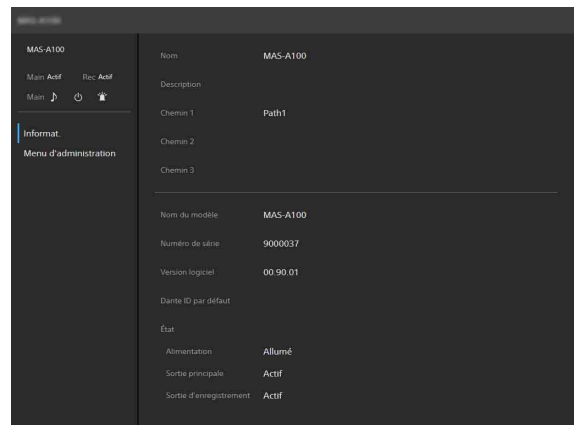 MAS-A100
Main Actif Rec Actif
Main
Informat.
Menu d'administration
Nom MAS-A100
Description
Chemin 1 Path1
Chemin 2
Chemin 3
Nom du modèle MAS-A100
Numéro de série 9000037
Version logiciel 00.90.01
Dante ID par défaut
État
Alimentation Allumé
Sortie principale Actif
Sortie d'enregistrement Actif